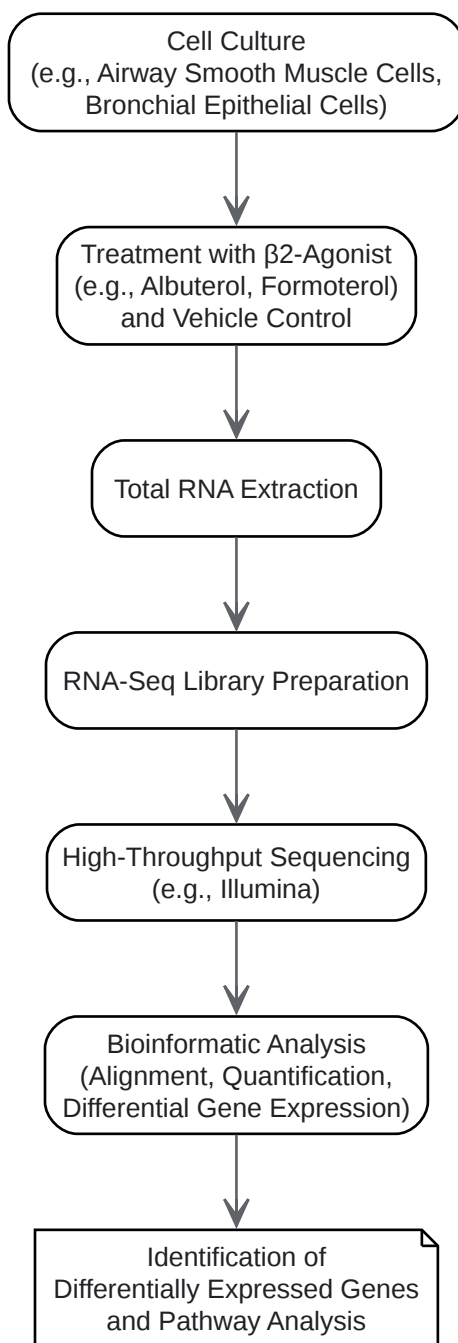 Cell Culture
(e.g., Airway Smooth Muscle Cells,
Bronchial Epithelial Cells)
Treatment with β2-Agonist
(e.g., Albuterol, Formoterol)
and Vehicle Control
Total RNA Extraction
RNA-Seq Library Preparation
High-Throughput Sequencing
(e.g., Illumina)
Bioinformatic Analysis
(Alignment, Quantification,
Differential Gene Expression)
Identification of
Differentially Expressed Genes
and Pathway Analysis